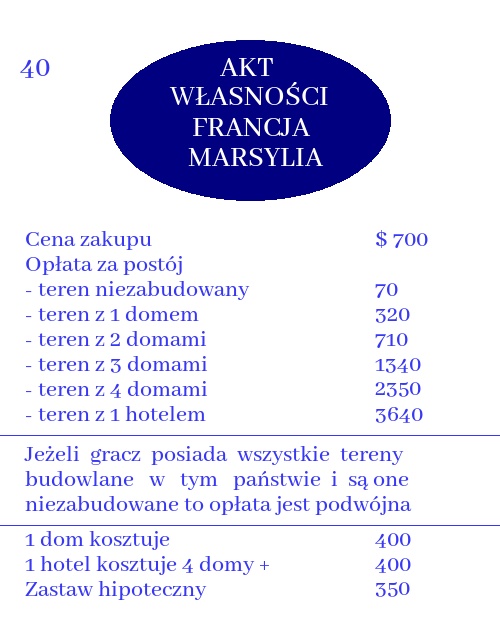 40
AKT
WŁASNOŚCI
FRANCJA
MARSYLIA
Cena zakupu $ 700
Opłata za postój
- teren niezabudowany 70
- teren z 1 domem 320
- teren z 2 domami 710
- teren z 3 domami 1340
- teren z 4 domami 2350
- teren z 1 hotelem 3640
Jeżeli gracz posiada wszystkie tereny
budowlane w tym państwie i są one
niezabudowane to opłata jest podwójna
1 dom kosztuje 400
1 hotel kosztuje 4 domy + 400
Zastaw hipoteczny 350